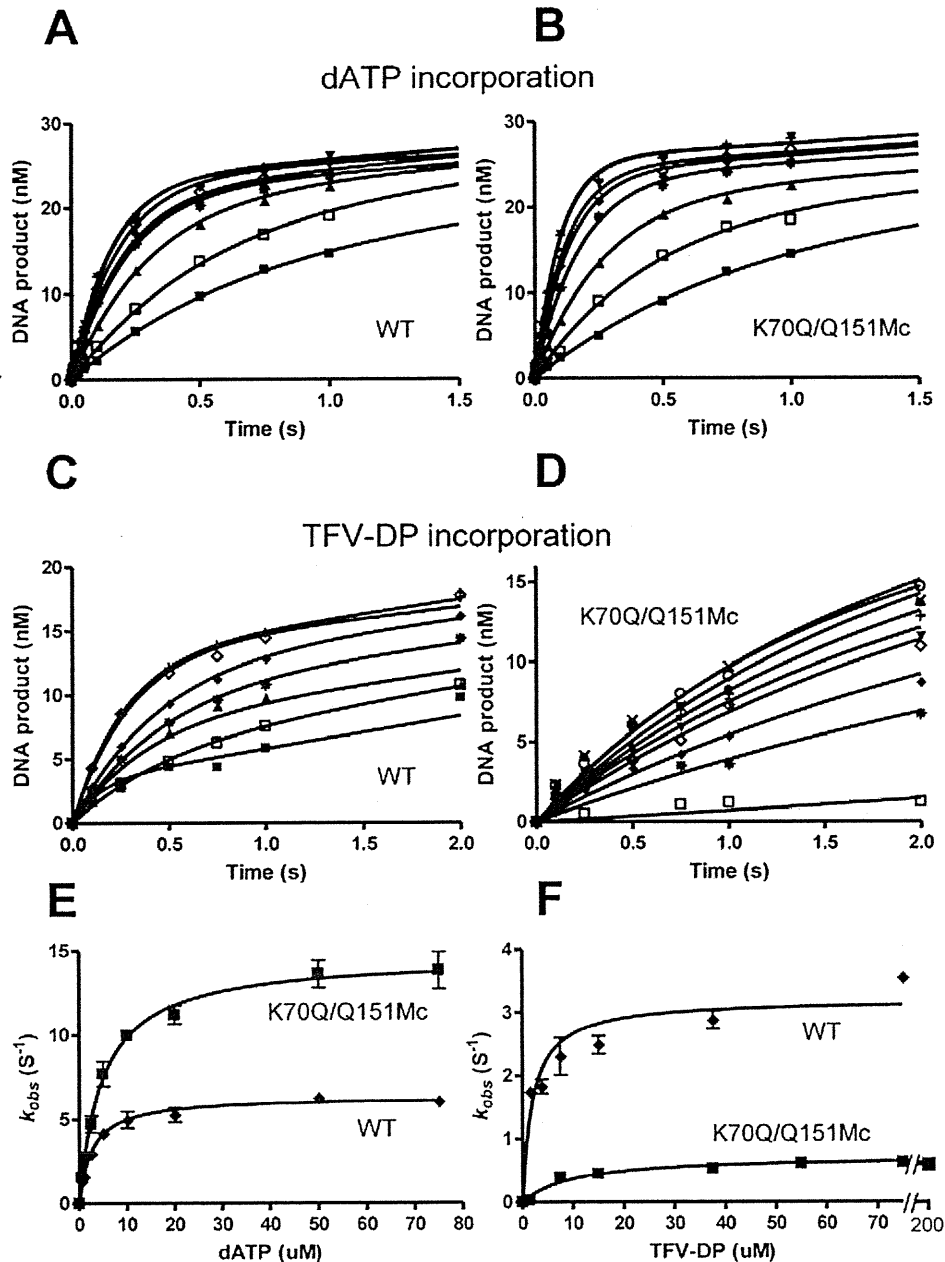 A
B
dATP incorporation
DNA product (nM)
30
20
10
0
0.0
0.5
1.0
1.5
Time (s)
WT
DNA product (nM)
30
20
10
0
0.0
0.5
1.0
1.5
Time (s)
K70Q/Q151Mc
C
D
TFV-DP incorporation
DNA product (nM)
20
15
10
5
0
0.0
0.5
1.0
1.5
2.0
Time (s)
WT
DNA product (nM)
15
10
5
0
0.0
0.5
1.0
1.5
2.0
Time (s)
K70Q/Q151Mc
E
F
kobs (S-1)
15
10
5
0
0
10
20
30
40
50
60
70
80
dATP (uM)
K70Q/Q151Mc
WT
kobs (S-1)
4
3
2
1
0
0
10
20
30
40
50
60
70
200
TFV-DP (uM)
WT
K70Q/Q151Mc